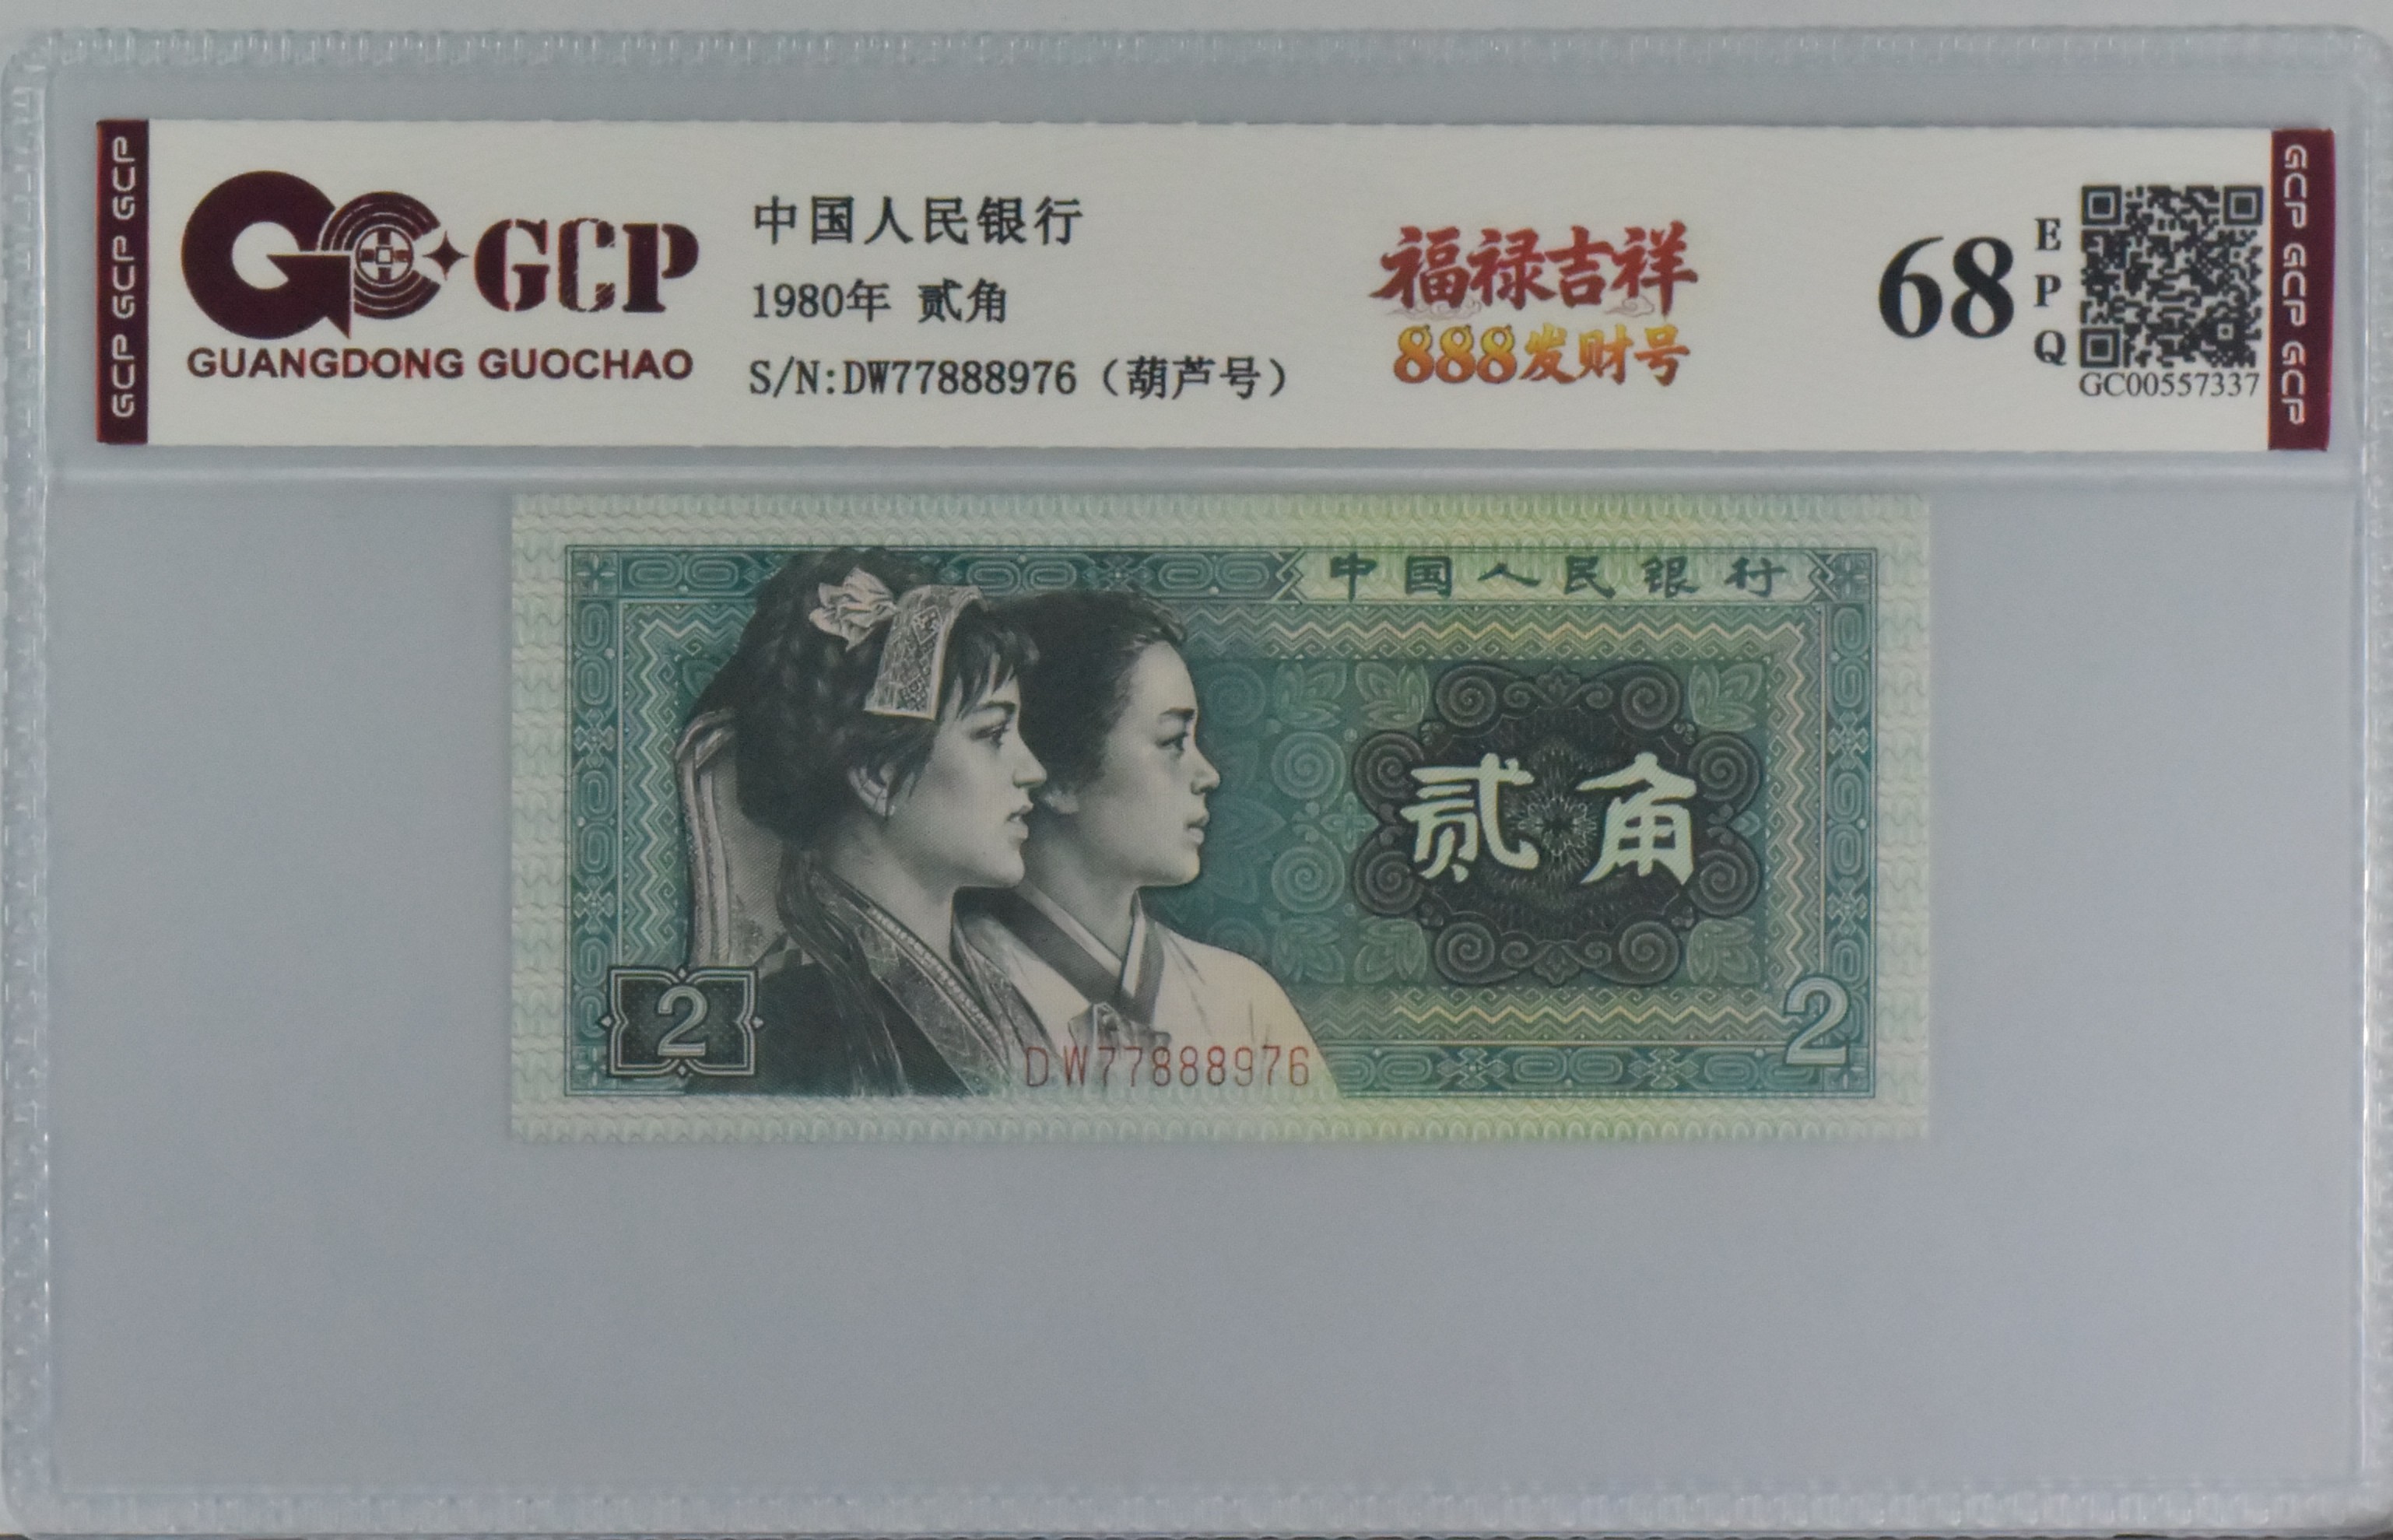 GCP GCP GCP
GCP
GUANGDONG GUOCHAO
中国人民银行
1980年 贰角
S/N:DW77888976（葫芦号）
福禄吉祥
888发财号
68
EPQ
GC00557337
GCP GCP GCP GCP
中国人民银行
贰角
2
2
DW77888976